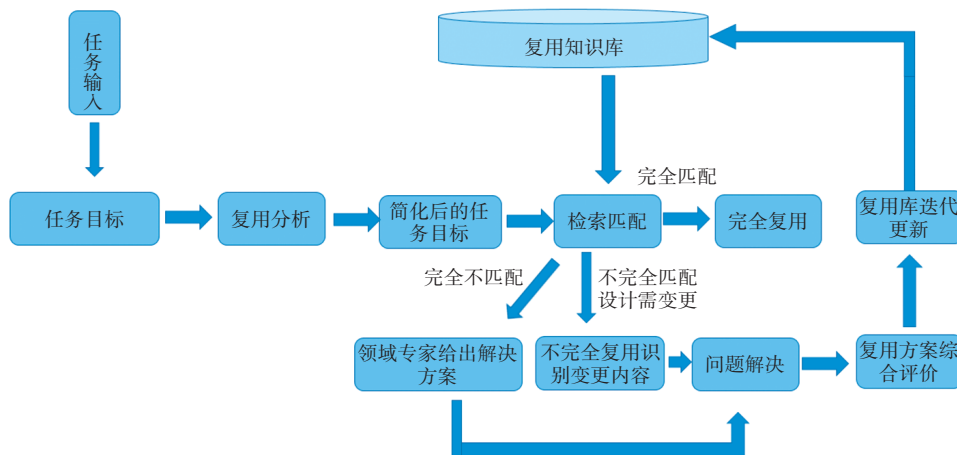 任务输入
复用知识库
完全匹配
任务目标
复用分析
简化后的任
务目标
检索匹配
完全复用
复用库迭代
更新
完全不匹配
不完全匹配
设计需变更
领域专家给出解决
方案
不完全复用识
别变更内容
问题解决
复用方案综
合评价